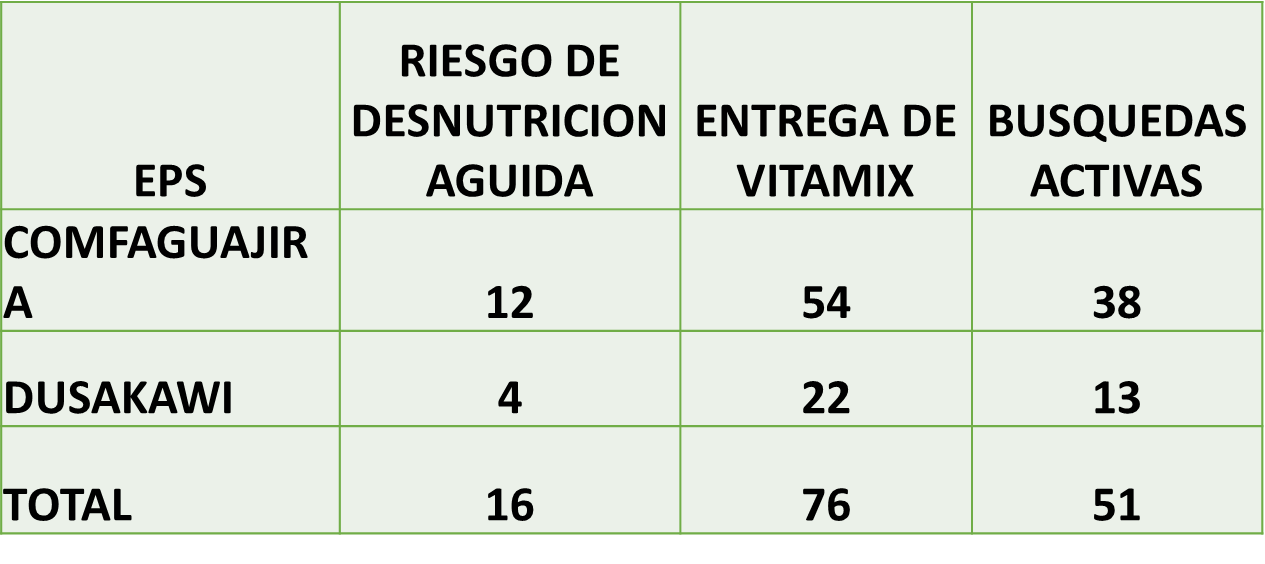 EPS
RIESGO DE
DESNUTRICION
AGUIDA
ENTREGA DE
VITAMIX
BUSQUEDAS
ACTIVAS
COMFAGUAJIR
A
12
54
38
DUSAKAWI
4
22
13
TOTAL
16
76
51